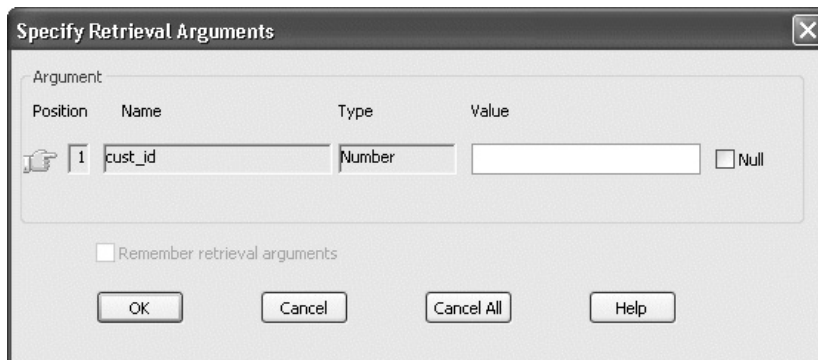 Specify Retrieval Arguments
Argument
Position Name Type Value
1 cust_id Number Null
Remember retrieval arguments
OK Cancel Cancel All Help